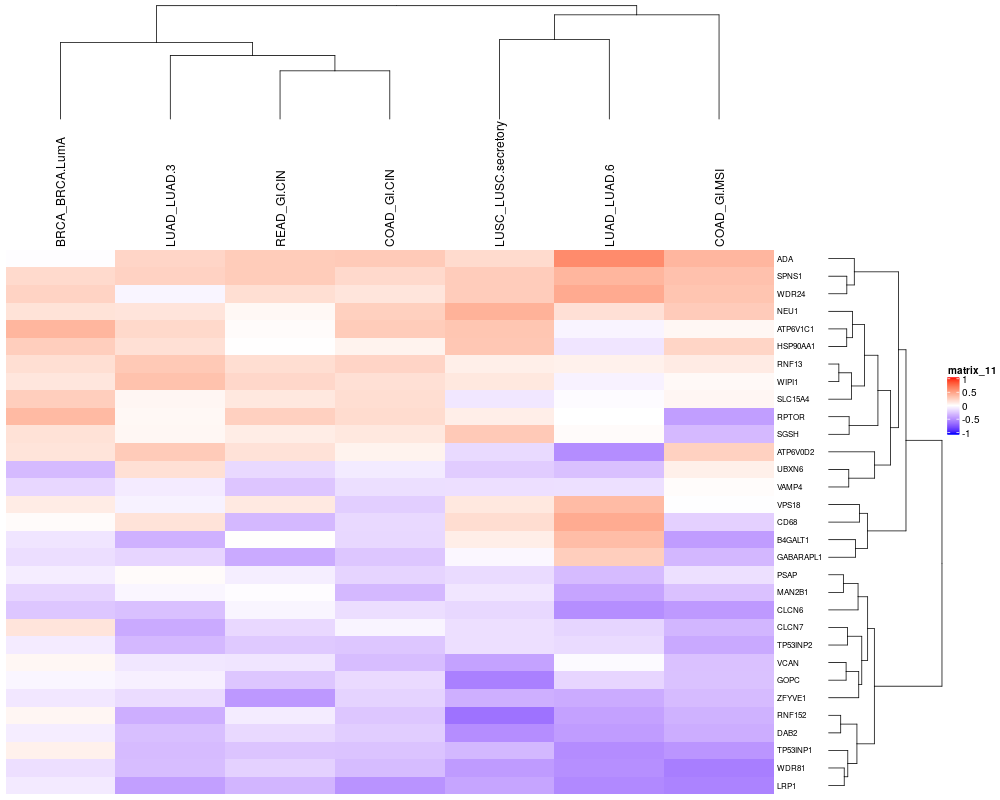 BRCA_BRCA.LumA
LUAD_LUAD.3
READ_GI.CIN
COAD_GI.CIN
LUSC_LUSC.secretory
LUAD_LUAD.6
COAD_GI.MSI
ADA
SPNS1
WDR24
NEU1
ATP6V1C1
HSP90AA1
RNF13
WIPI1
SLC15A4
RPTOR
SGSH
ATP6V0D2
UBXN6
VAMP4
VPS18
CD68
B4GALT1
GABARAPL1
PSAP
MAN2B1
CLCN6
CLCN7
TP53INP2
VCAN
GOPC
ZFYVE1
RNF152
DAB2
TP53INP1
WDR81
LRP1
matrix_11
1
0.5
0
-0.5
-1